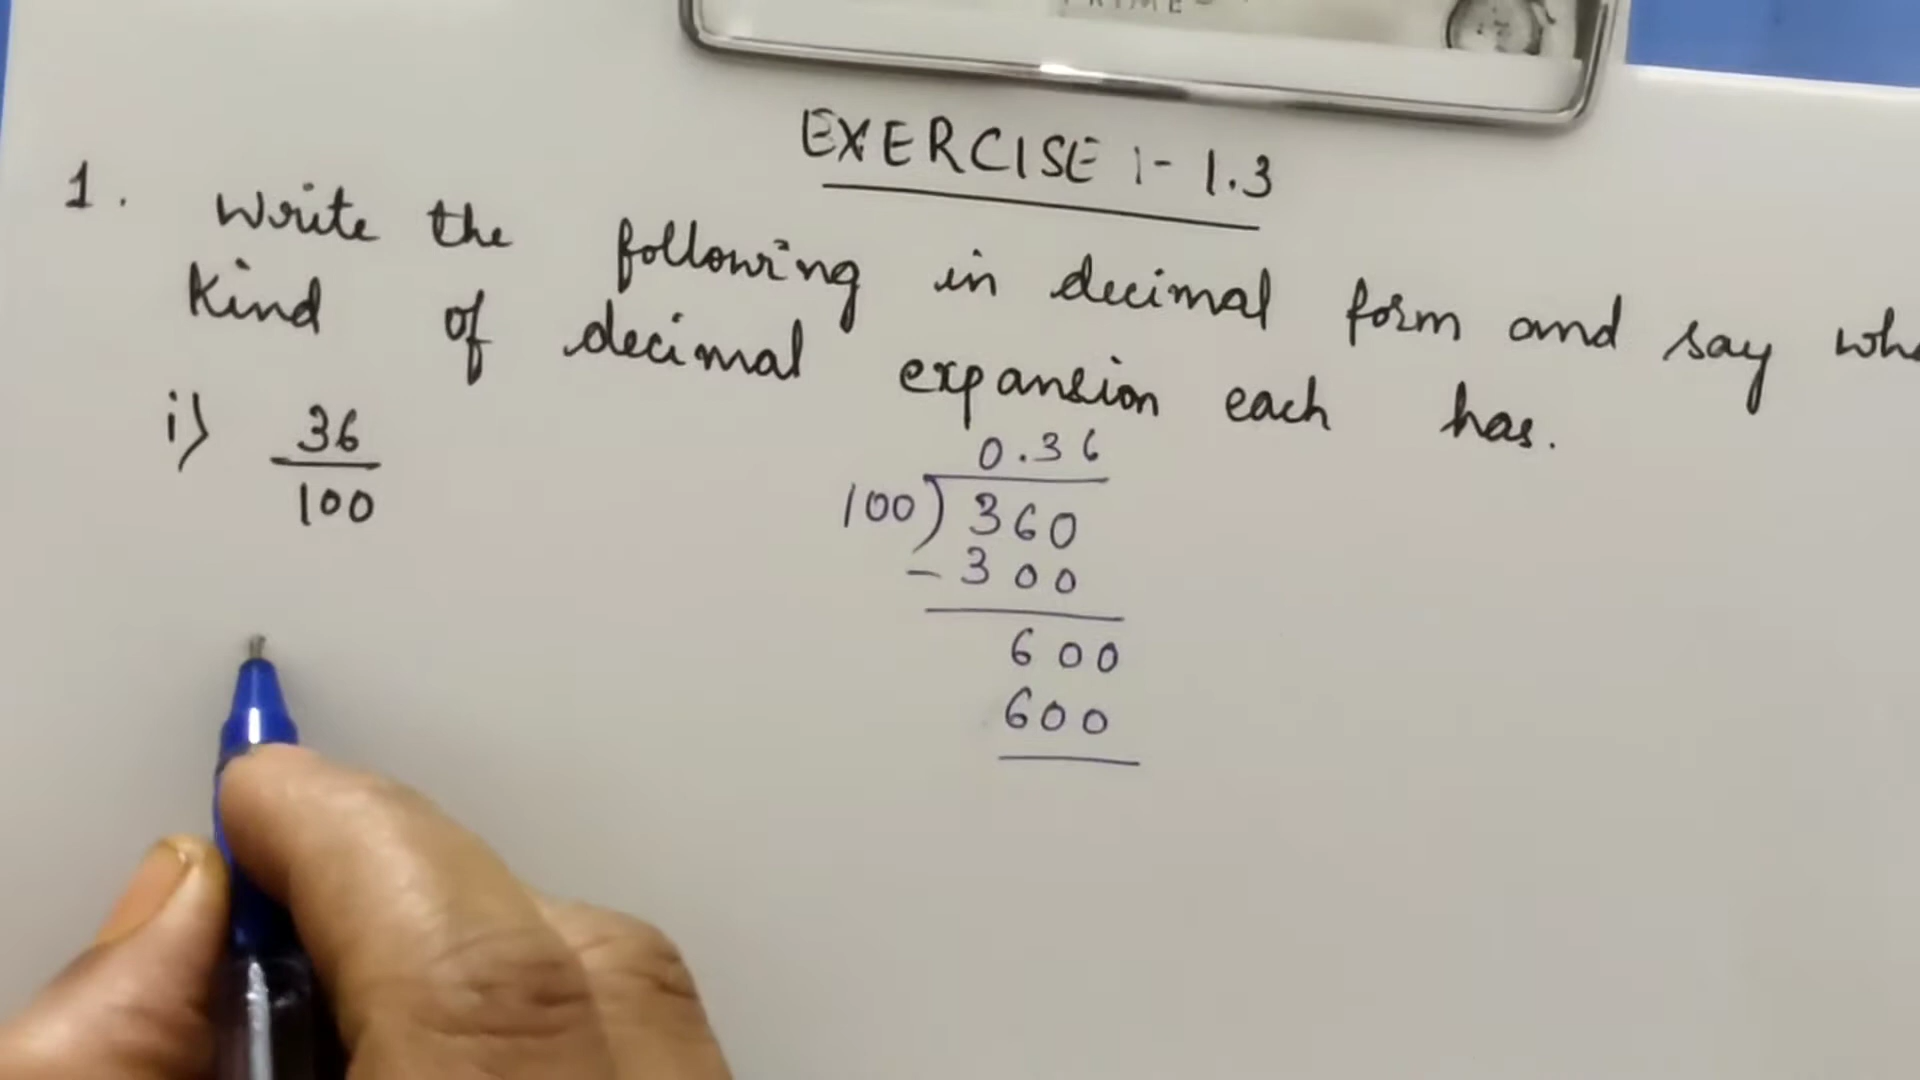 EXERCISE :- 1.3
1. Write the following in decimal form and say
kind of decimal expansion each has.
i) 36
100
0.36
100) 360
- 300
600
600